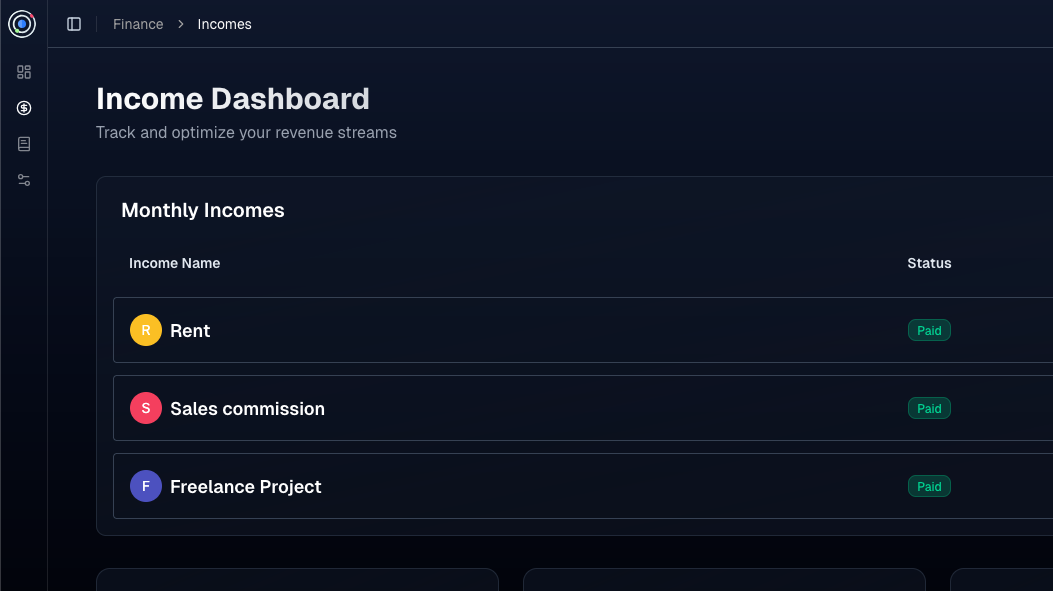 Finance > Incomes
Income Dashboard
Track and optimize your revenue streams
Monthly Incomes
Income Name Status
R Rent Paid
S Sales commission Paid
F Freelance Project Paid